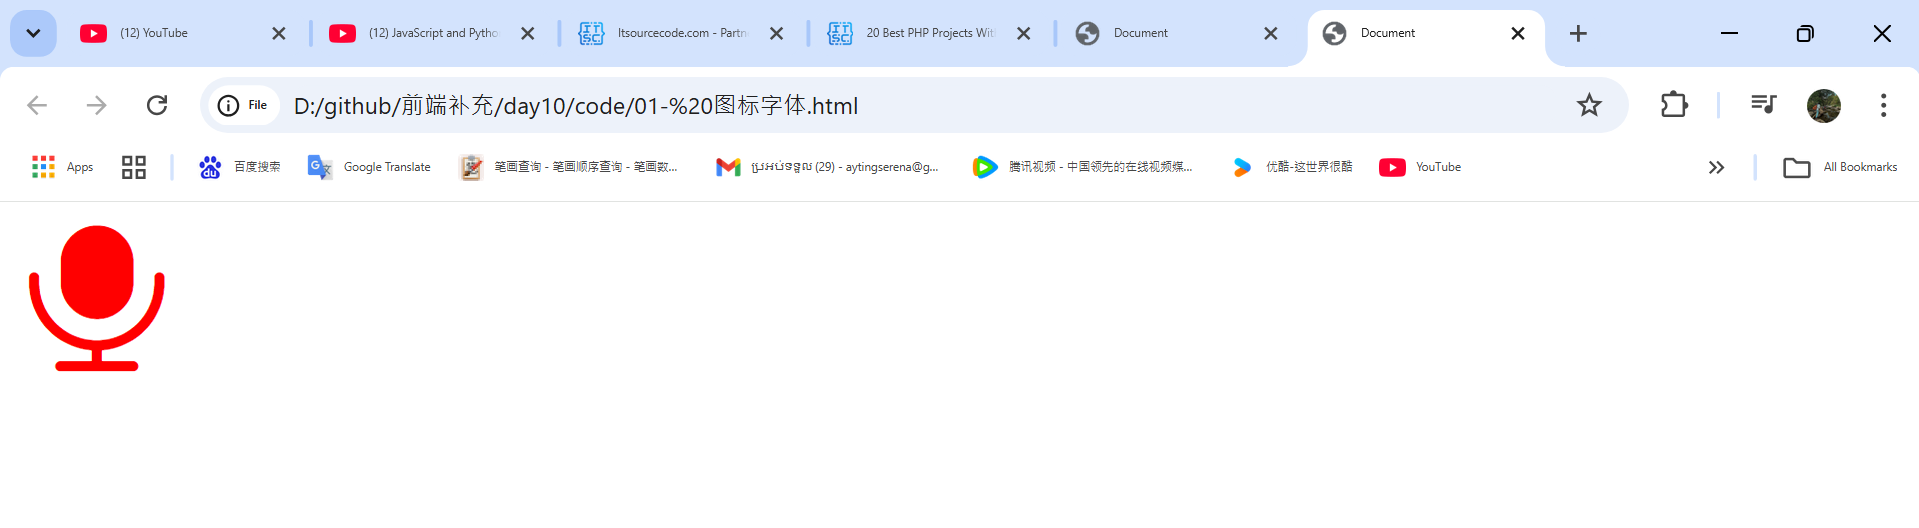 (12) YouTube
(12) JavaScript and Pytho
Itsourcecode.com - Partn
20 Best PHP Projects Wit
Document
Document
File
D:/github/前端补充/day10/code/01-%20图标字体.html
Apps
百度搜索
Google Translate
笔画查询 - 笔画顺序查询 - 笔画数...
ប្រអប់ទទួល (29) - aytingserena@g...
腾讯视频 - 中国领先的在线视频媒...
优酷-这世界很酷
YouTube
All Bookmarks